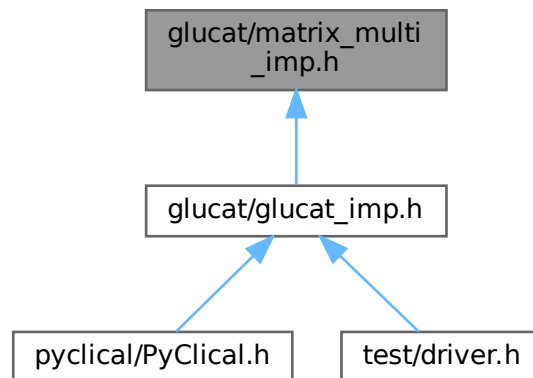 glucat/matrix_multi
_imp.h
glucat/glucat_imp.h
pyclical/PyClical.h
test/driver.h